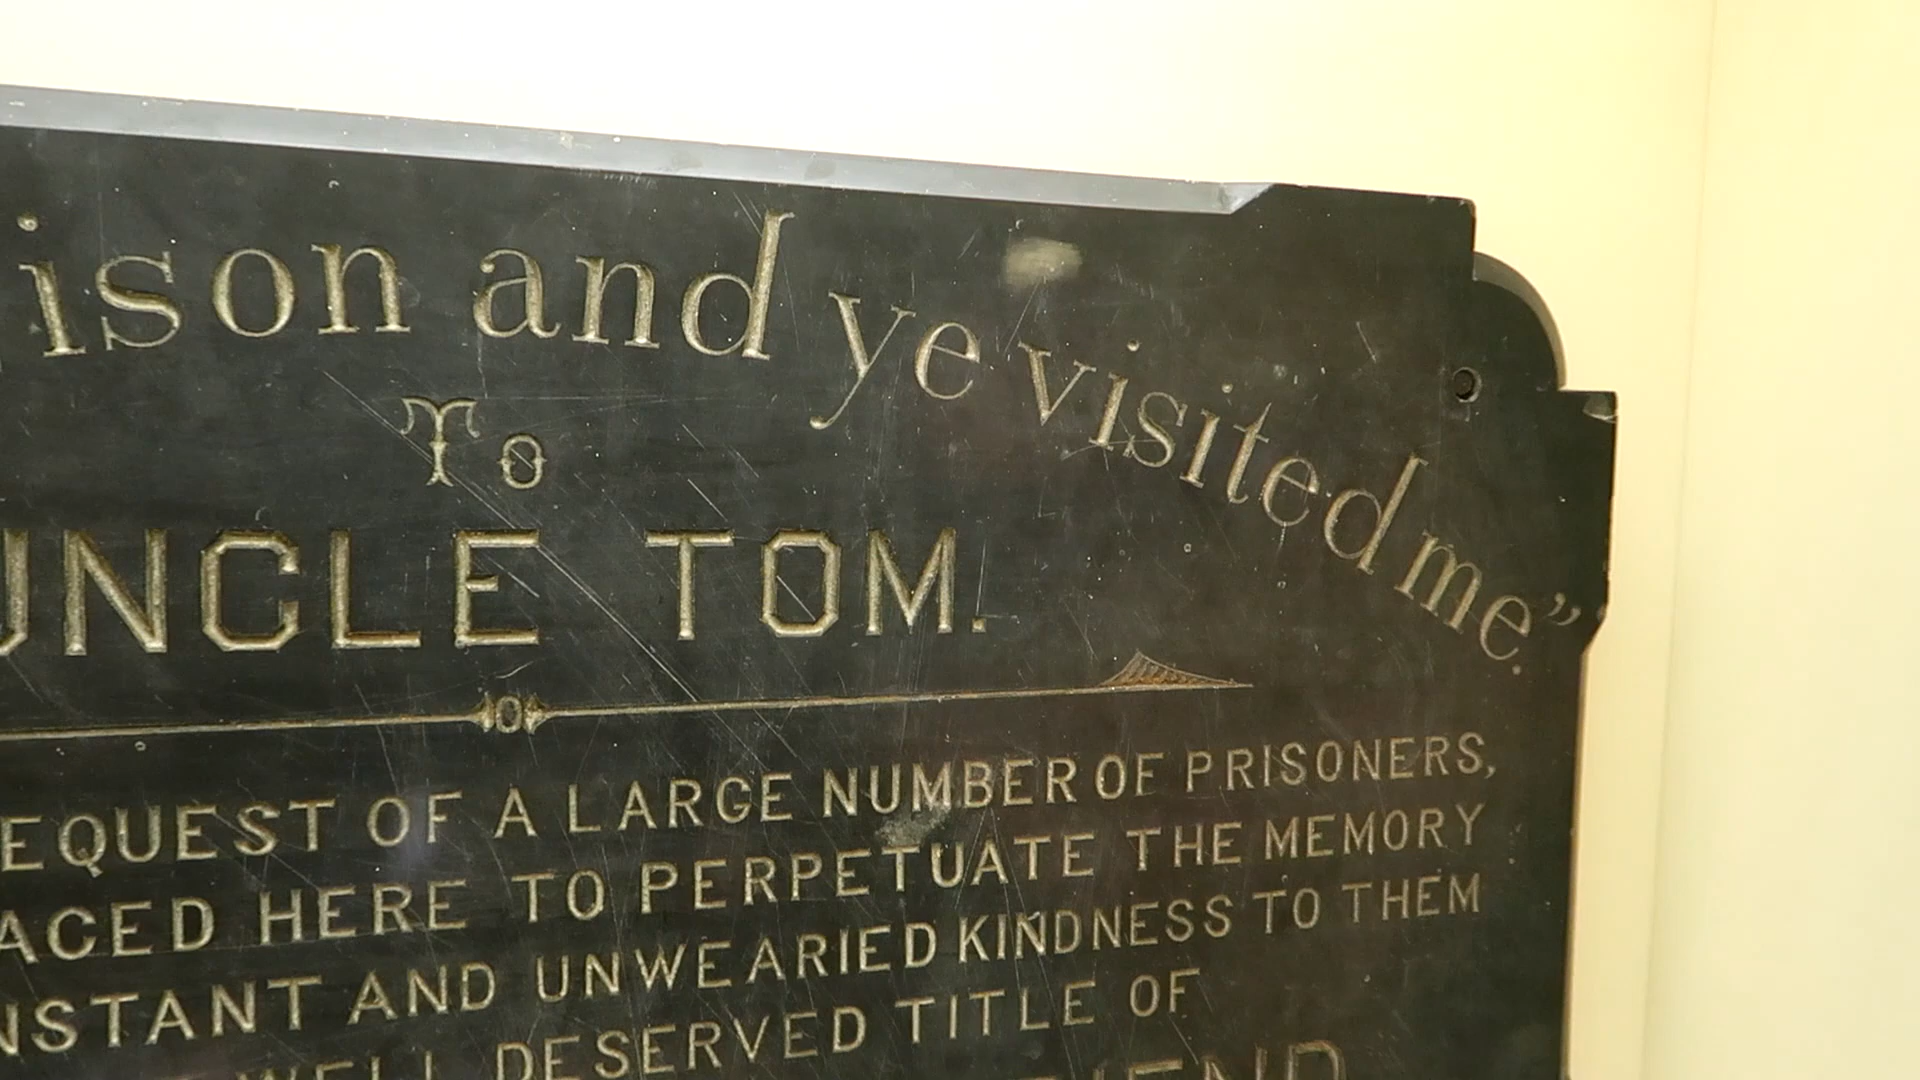 ison and ye visited me.”
To
UNCLE TOM.
EQUEST OF A LARGE NUMBER OF PRISONERS,
ACED HERE TO PERPETUATE THE MEMORY
NSTANT AND UNWEARIED KINDNESS TO THEM
WELL DESERVED TITLE OF